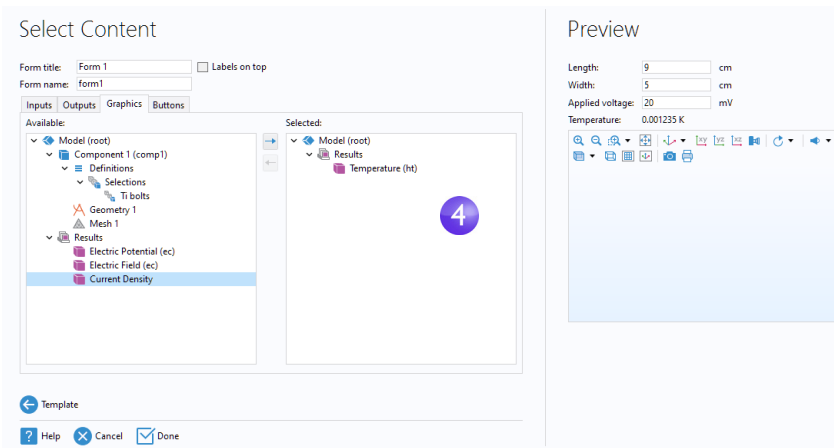 Select Content
Form title: Form 1 Labels on top
Form name: form1
Inputs Outputs Graphics Buttons
Available:
Model (root)
Component 1 (comp1)
Definitions
Selections
Ti bolts
Geometry 1
Mesh 1
Results
Electric Potential (ec)
Electric Field (ec)
Current Density
Selected:
Model (root)
Results
Temperature (ht)
4
Template
Help Cancel Done
Preview
Length: 9 cm
Width: 5 cm
Applied voltage: 20 mV
Temperature: 0.001235 K
xy yz xz